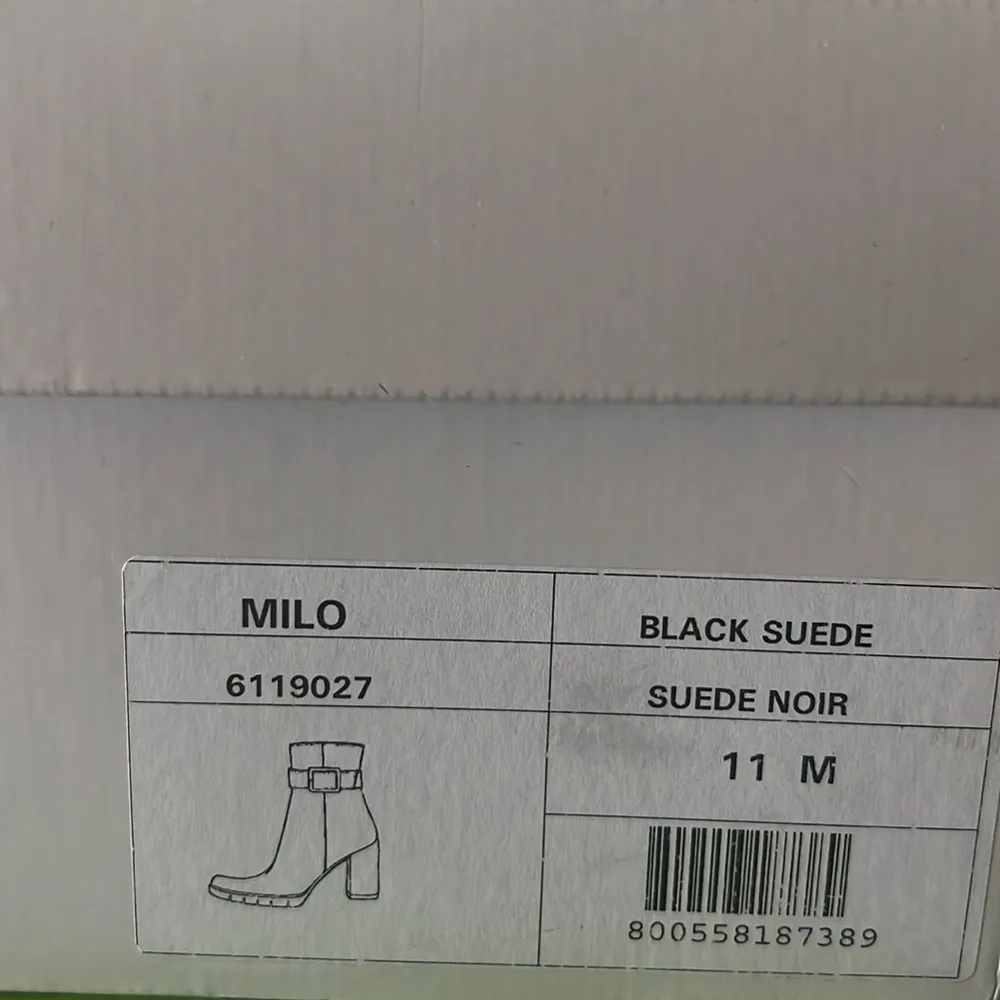 MILO
6119027
BLACK SUEDE
SUEDE NOIR
11 M
800558187389